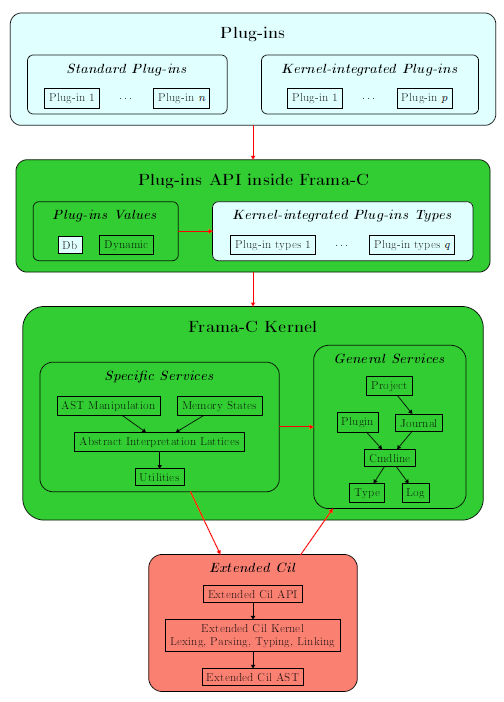 Plug-ins
Standard Plug-ins
Plug-in 1 ... Plug-in n
Kernel-integrated Plug-ins
Plug-in 1 ... Plug-in p
Plug-ins API inside Frama-C
Plug-ins Values
Db Dynamic
Kernel-integrated Plug-ins Types
Plug-in types 1 ... Plug-in types q
Frama-C Kernel
Specific Services
AST Manipulation Memory States
Abstract Interpretation Lattices
Utilities
General Services
Project
Plugin Journal
Cmdline
Type Log
Extended Cil
Extended Cil API
Extended Cil Kernel
Lexing, Parsing, Typing, Linking
Extended Cil AST